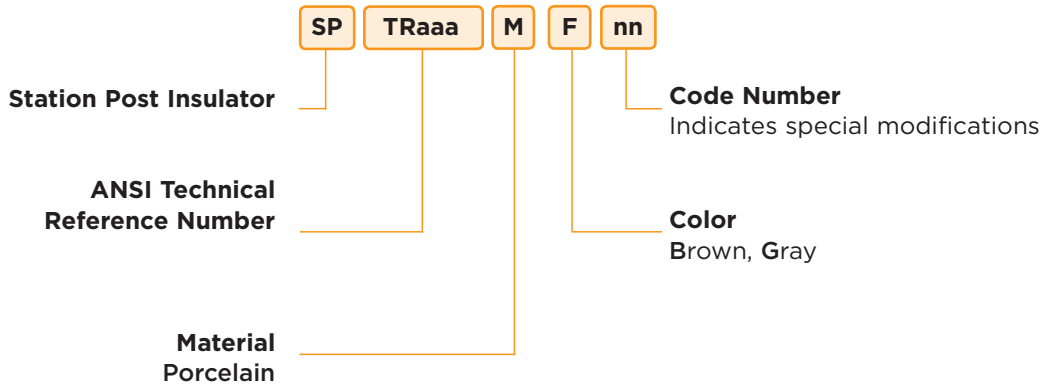 SP TRaaa M F nn
Station Post Insulator
Code Number
Indicates special modifications
ANSI Technical
Reference Number
Color
Brown, Gray
Material
Porcelain